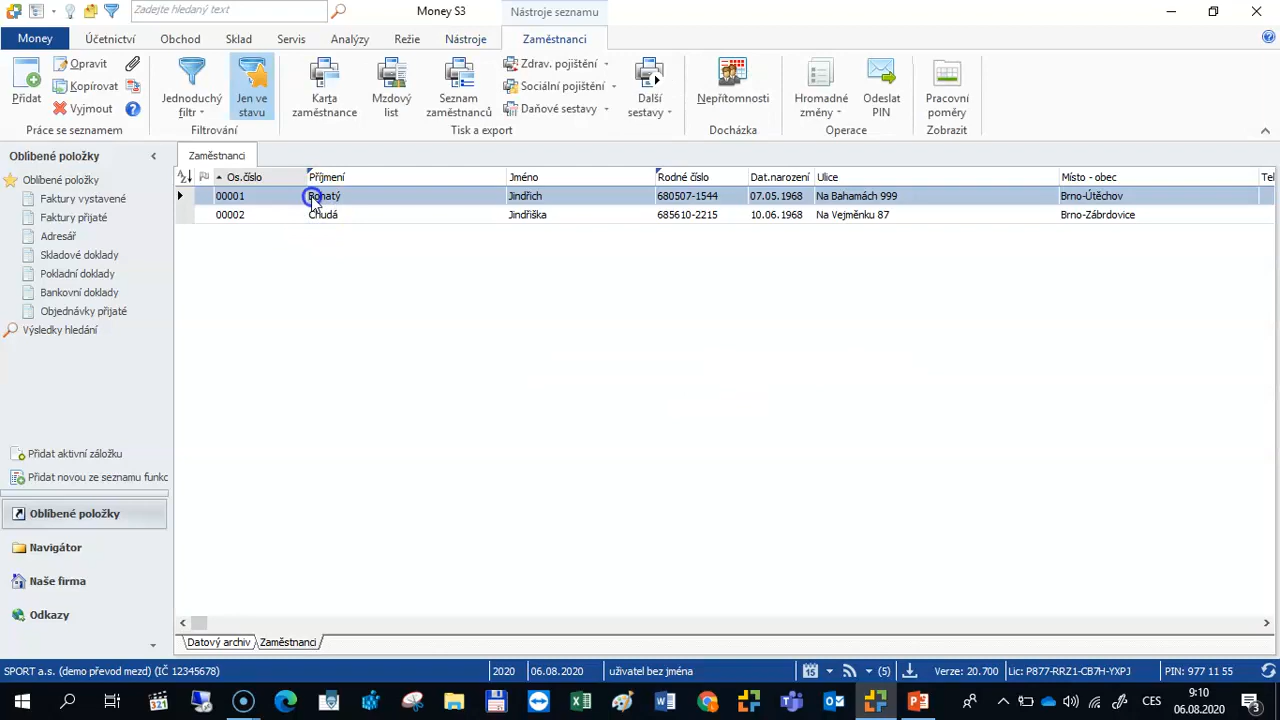 Zadejte hledaný text
Money S3
Nástroje seznamu
Money
Účetnictví
Obchod
Sklad
Servis
Analýzy
Režie
Nástroje
Zaměstnanci
Přidat
Opravit
Kopírovat
Vyjmout
Práce se seznamem
Jednoduchý filtr
Jen ve stavu
Filtrování
Karta zaměstnance
Mzdový list
Seznam zaměstnanců
Zdrav. pojištění
Sociální pojištění
Daňové sestavy
Další sestavy
Tisk a export
Nepřítomnosti
Docházka
Hromadné změny
Odeslat PIN
Operace
Pracovní poměry
Zobrazit
Oblíbené položky
Oblíbené položky
Faktury vystavené
Faktury přijaté
Adresář
Skladové doklady
Pokladní doklady
Bankovní doklady
Objednávky přijaté
Výsledky hledání
Přidat aktivní záložku
Přidat novou ze seznamu funkc
Oblíbené položky
Navigátor
Naše firma
Odkazy
Zaměstnanci
Os.číslo Příjmení Jméno Rodné číslo Dat.narození Ulice Místo - obec Tel
00001 Bohatý Jindřich 680507-1544 07.05.1968 Na Bahamách 999 Brno-Útěchov
00002 Chudá Jindřiška 685610-2215 10.06.1968 Na Vejměnku 87 Brno-Zábrdovice
Datový archiv Zaměstnanci
SPORT a.s. (demo převod mezd) (IČ 12345678) 2020 06.08.2020 uživatel bez jména 15 (5) Verze: 20.700 Lic: P877-RRZ1-CB7H-YXPJ PIN: 977 11 55
321
CES
9:10
06.08.2020
3